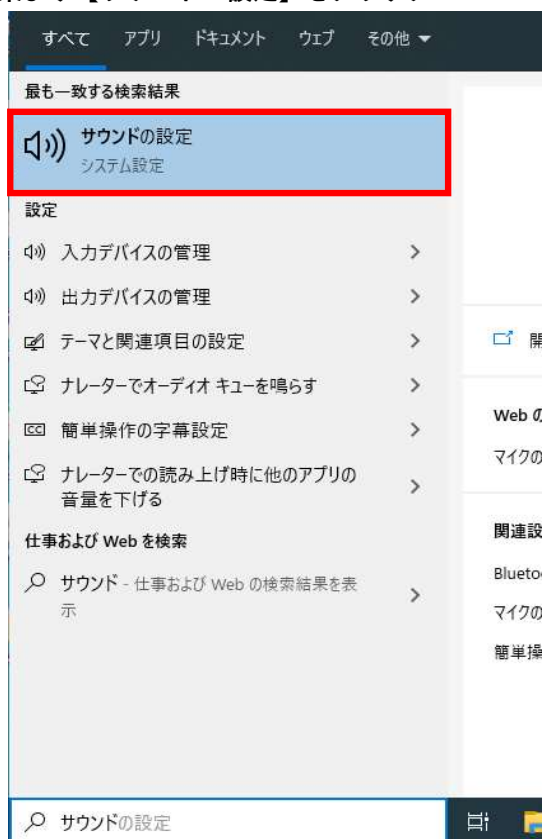 すべて アプリ ドキュメント ウェブ その他
最も一致する検索結果
サウンドの設定
システム設定
設定
入力デバイスの管理
出力デバイスの管理
テーマと関連項目の設定
ナレーターでオーディオ キューを鳴らす
簡単操作の字幕設定
ナレーターでの読み上げ時に他のアプリの
音量を下げる
仕事および Web を検索
サウンド - 仕事および Web の検索結果を表
示
開
Web の
マイクの
関連設
Blueto
マイクの
簡単操
サウンドの設定